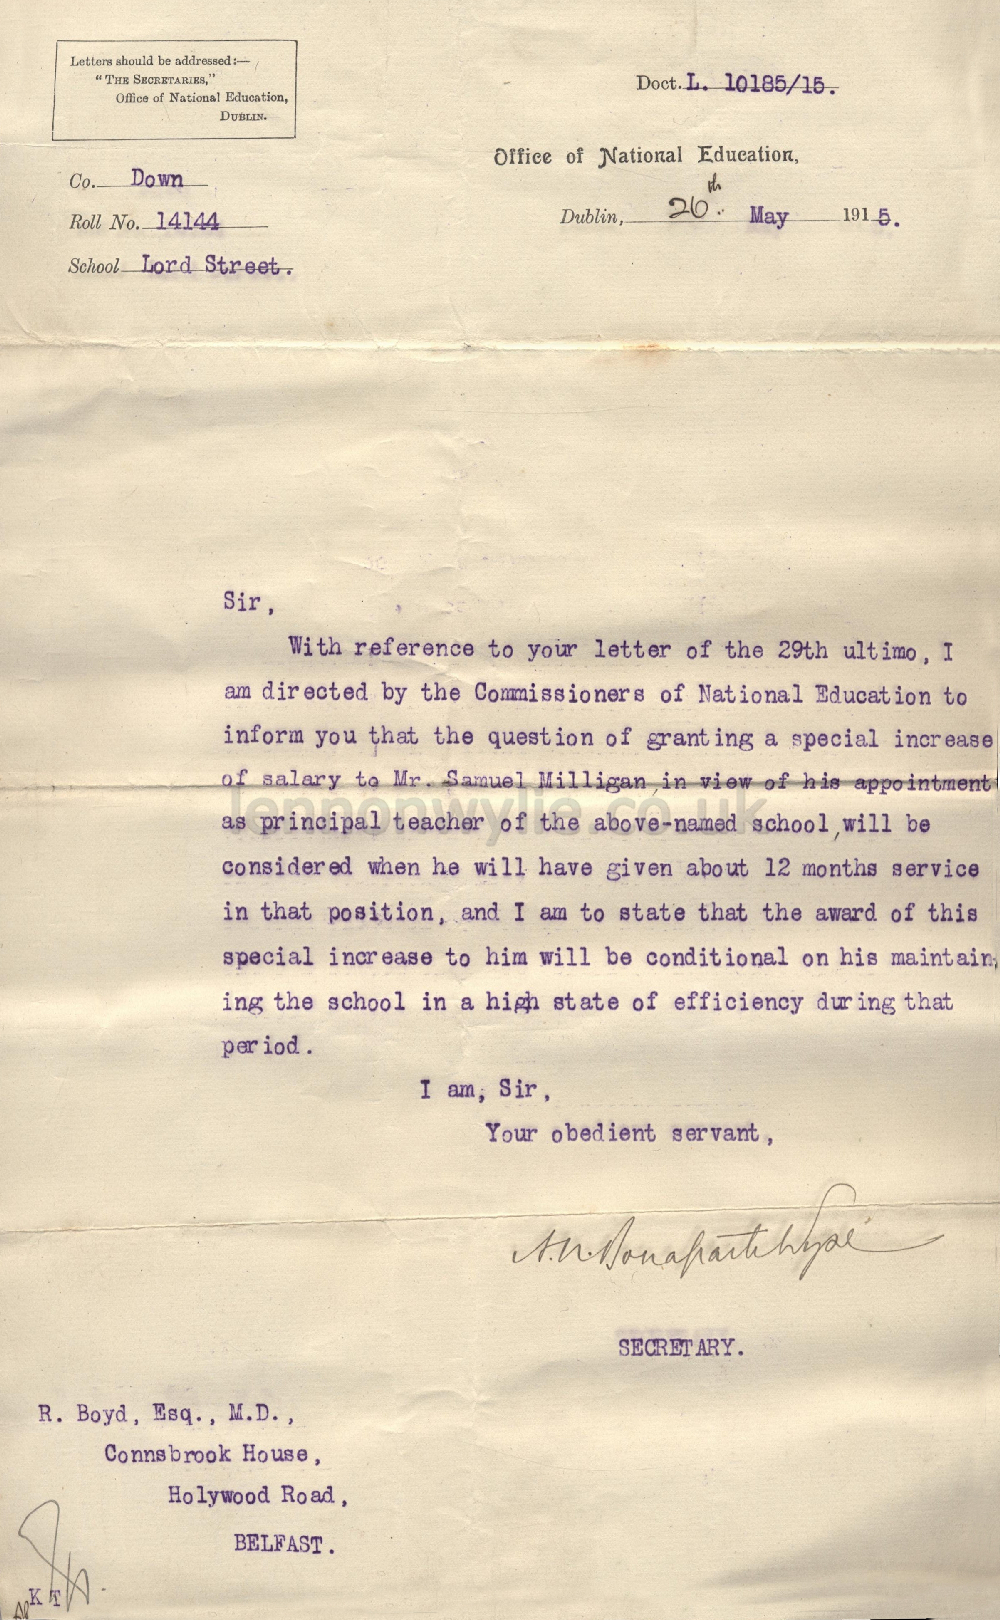 Letters should be addressed:—
"THE SECRETARIES,"
Office of National Education,
DUBLIN.
Doct. L. 10185/15.
Office of National Education,
Co. Down
Dublin, 26th. May 1915.
Roll No. 14144
School Lord Street.
Sir,
With reference to your letter of the 29th ultimo, I
am directed by the Commissioners of National Education to
inform you that the question of granting a special increase
of salary to Mr. Samuel Milligan, in view of his appointment
lennonwylie.co.uk
as principal teacher of the above-named school, will be
considered when he will have given about 12 months service
in that position, and I am to state that the award of this
special increase to him will be conditional on his maintain-
ing the school in a high state of efficiency during that
period.
I am, Sir,
Your obedient servant,
A.N. Bonaparte Wyse
SECRETARY.
R. Boyd, Esq., M.D.,
Connsbrook House,
Holywood Road,
BELFAST.
K T